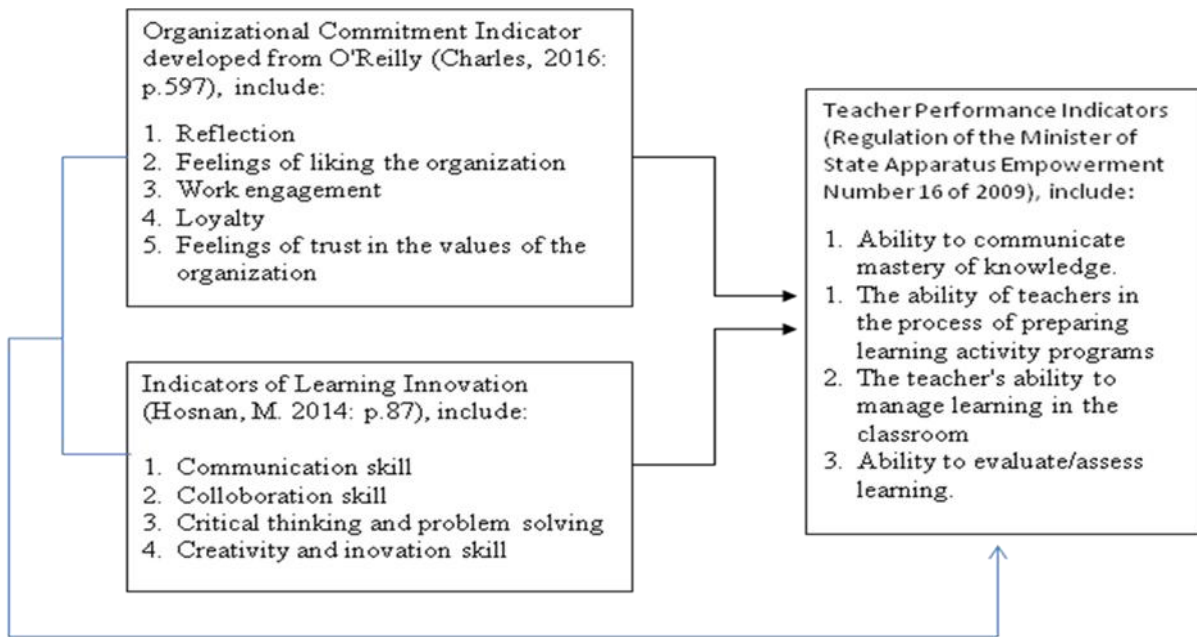 Organizational Commitment Indicator
developed from O'Reilly (Charles, 2016:
p.597), include:
1. Reflection
2. Feelings of liking the organization
3. Work engagement
4. Loyalty
5. Feelings of trust in the values of the
organization
Indicators of Learning Innovation
(Hosnan, M. 2014: p.87), include:
1. Communication skill
2. Colloboration skill
3. Critical thinking and problem solving
4. Creativity and inovation skill
Teacher Performance Indicators
(Regulation of the Minister of
State Apparatus Empowerment
Number 16 of 2009), include:
1. Ability to communicate
mastery of knowledge.
1. The ability of teachers in
the process of preparing
learning activity programs
2. The teacher's ability to
manage learning in the
classroom
3. Ability to evaluate/assess
learning.